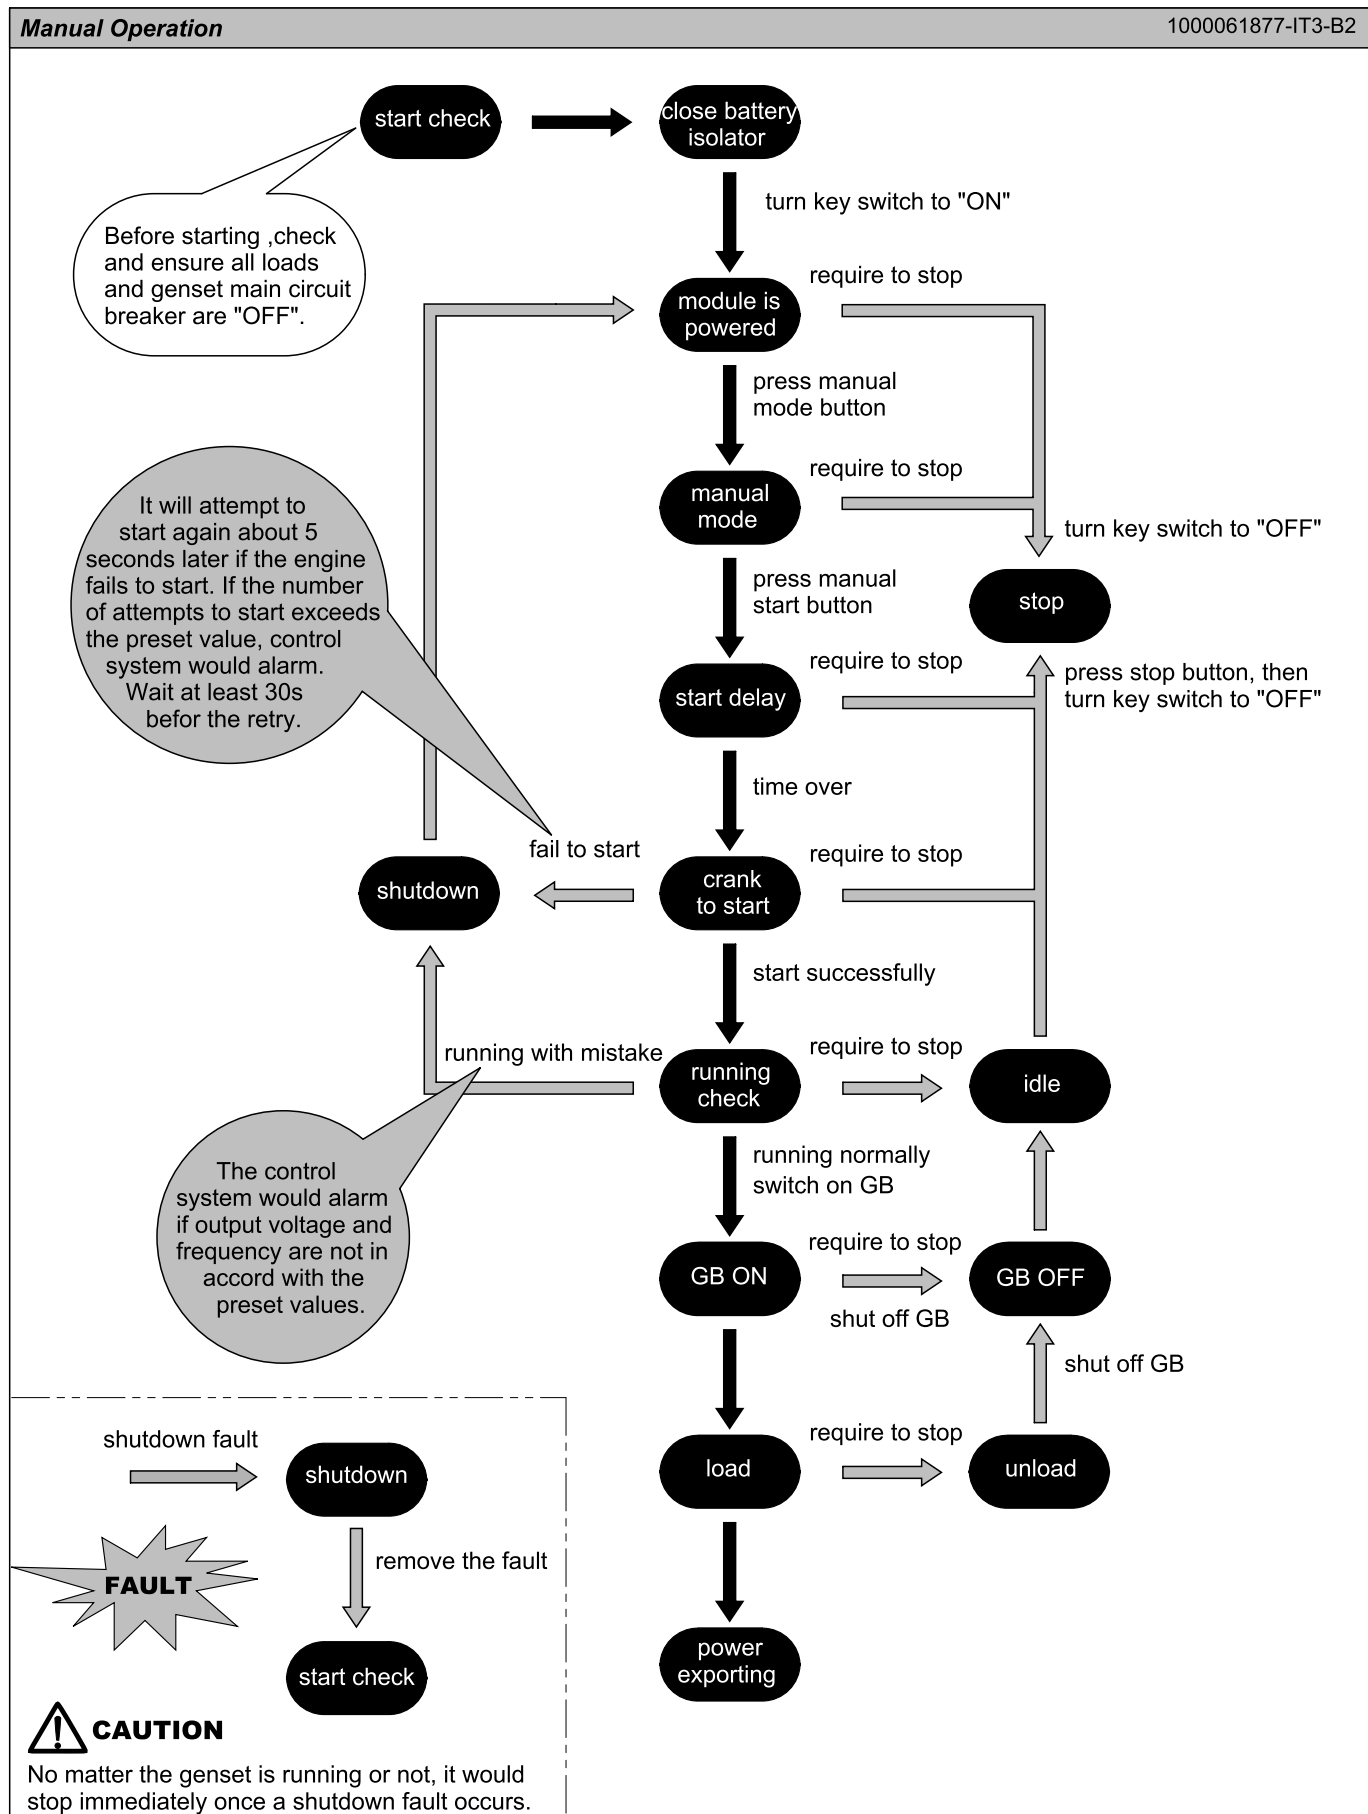 Manual Operation
1000061877-IT3-B2
start check
close battery
isolator
turn key switch to "ON"
Before starting ,check
and ensure all loads
and genset main circuit
breaker are "OFF".
module is
powered
require to stop
press manual
mode button
manual
mode
require to stop
turn key switch to "OFF"
It will attempt to
start again about 5
seconds later if the engine
fails to start. If the number
of attempts to start exceeds
the preset value, control
system would alarm.
Wait at least 30s
befor the retry.
press manual
start button
stop
start delay
require to stop
press stop button, then
turn key switch to "OFF"
time over
fail to start
shutdown
crank
to start
require to stop
start successfully
running with mistake
running
check
require to stop
idle
The control
system would alarm
if output voltage and
frequency are not in
accord with the
preset values.
running normally
switch on GB
GB ON
require to stop
shut off GB
GB OFF
shut off GB
load
require to stop
unload
power
exporting
shutdown fault
shutdown
FAULT
remove the fault
start check
CAUTION
No matter the genset is running or not, it would
stop immediately once a shutdown fault occurs.